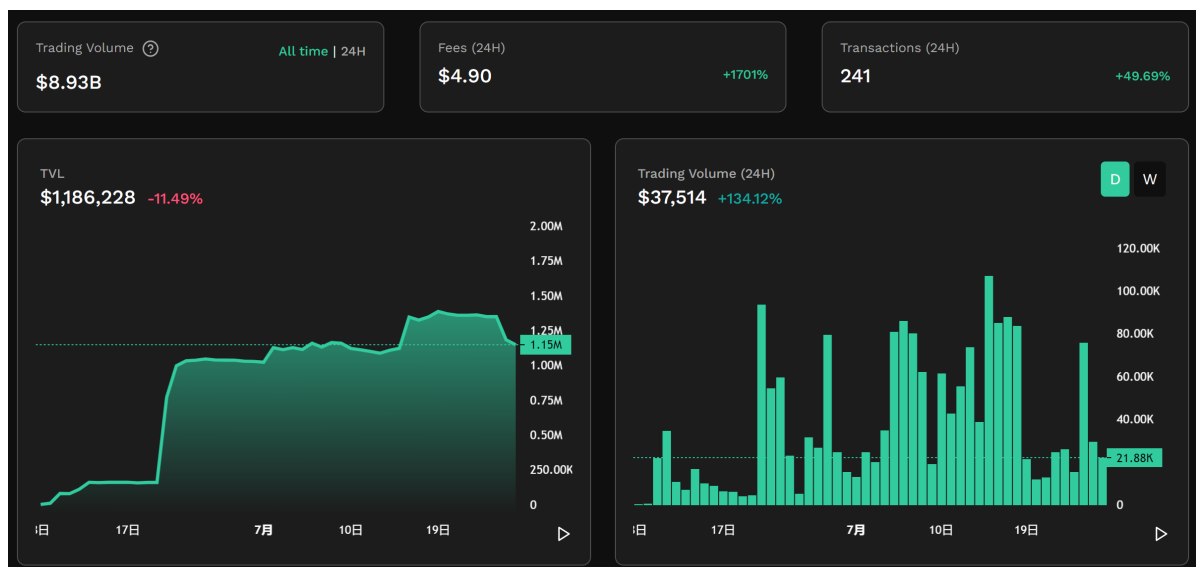 Trading Volume ?
All time | 24H
$8.93B
Fees (24H)
$4.90
+1701%
Transactions (24H)
241
+49.69%
TVL
$1,186,228 -11.49%
2.00M
1.75M
1.50M
1.25M
1.15M
1.00M
0.75M
0.50M
250.00K
0
日 17日 7月 10日 19日
Trading Volume (24H)
$37,514 +134.12%
D W
120.00K
100.00K
80.00K
60.00K
40.00K
21.88K
0
日 17日 7月 10日 19日